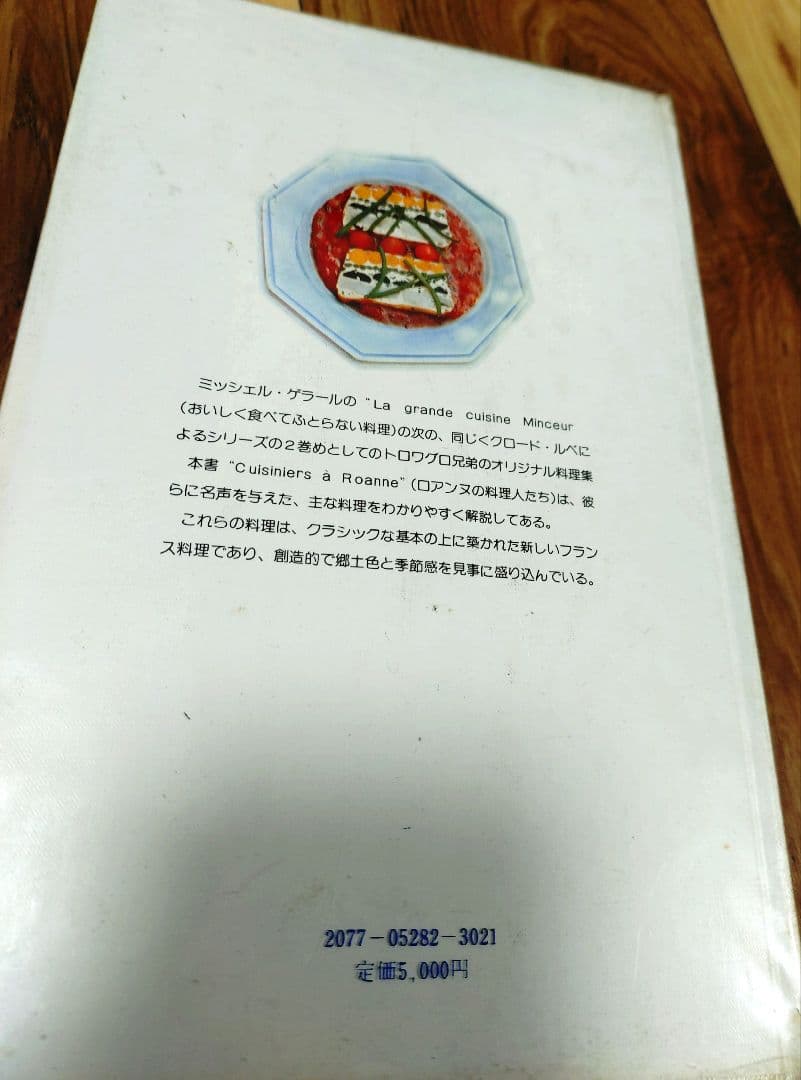 ミッシェル・ゲラールの“La grande cuisine Minceur
(おいしく食べてふとらない料理)の次の、同じくクロード・ルベに
よるシリーズの2巻めとしてのトロワグロ兄弟のオリジナル料理集
本書“Cuisiniers à Roanne”(ロアンヌの料理人たち)は、彼
らに名声を与えた、主な料理をわかりやすく解説してある。
これらの料理は、クラシックな基本の上に築かれた新しいフラン
ス料理であり、創造的で郷土色と季節感を見事に盛り込んでいる。
2077-05282-3021
定価5,000円